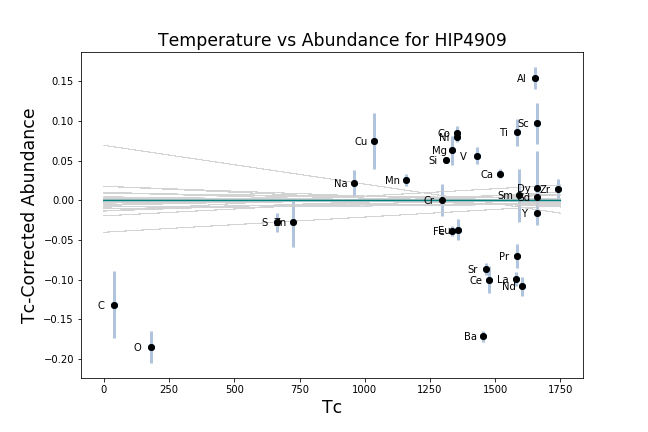 Temperature vs Abundance for HIP4909
Tc-Corrected Abundance
0.15
0.10
0.05
0.00
−0.05
−0.10
−0.15
−0.20
Al
Sc
Ti
Cu
Co
Ni
Mg
Si
V
Ca
Na
Mn
Dy
Zr
Sm
Gd
Cr
Y
S
Zn
Fe
Eu
Pr
Sr
Ce
La
Nd
C
Ba
O
0
250
500
750
1000
1250
1500
1750
Tc